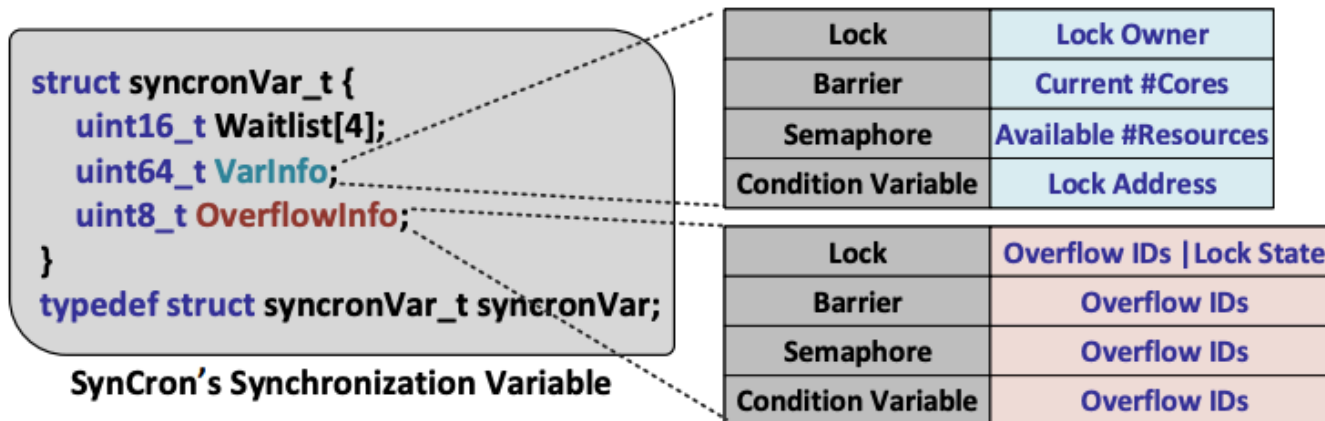 struct syncronVar_t {
uint16_t Waitlist[4];
uint64_t VarInfo;
uint8_t OverflowInfo;
}
typedef struct syncronVar_t syncronVar;
SynCron's Synchronization Variable
Lock Lock Owner
Barrier Current #Cores
Semaphore Available #Resources
Condition Variable Lock Address
Lock Overflow IDs |Lock State
Barrier Overflow IDs
Semaphore Overflow IDs
Condition Variable Overflow IDs